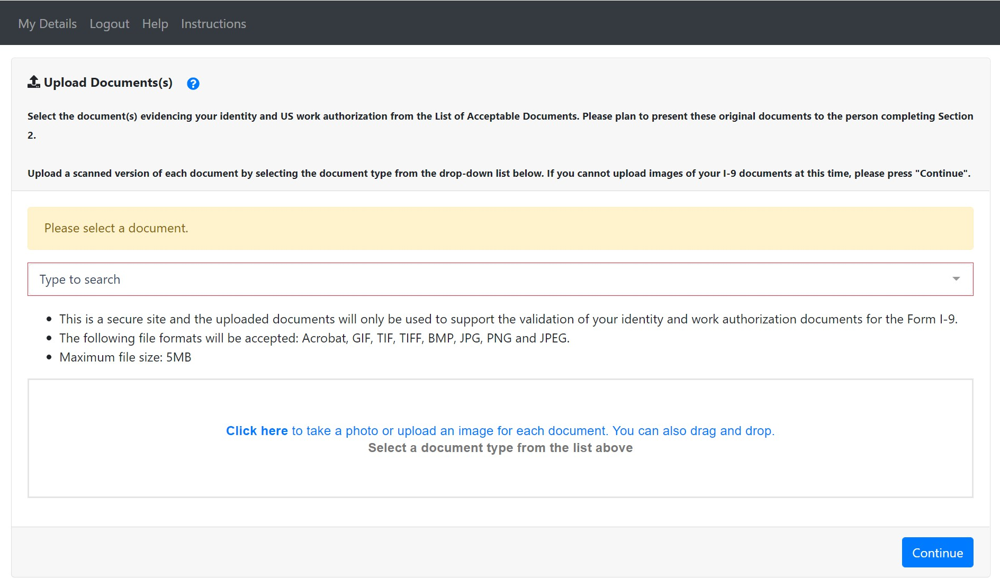 My Details Logout Help Instructions
Upload Documents(s)
Select the document(s) evidencing your identity and US work authorization from the List of Acceptable Documents. Please plan to present these original documents to the person completing Section
2.
Upload a scanned version of each document by selecting the document type from the drop-down list below. If you cannot upload images of your I-9 documents at this time, please press "Continue".
Please select a document.
Type to search
• This is a secure site and the uploaded documents will only be used to support the validation of your identity and work authorization documents for the Form I-9.
• The following file formats will be accepted: Acrobat, GIF, TIF, TIFF, BMP, JPG, PNG and JPEG.
• Maximum file size: 5MB
Click here to take a photo or upload an image for each document. You can also drag and drop.
Select a document type from the list above
Continue